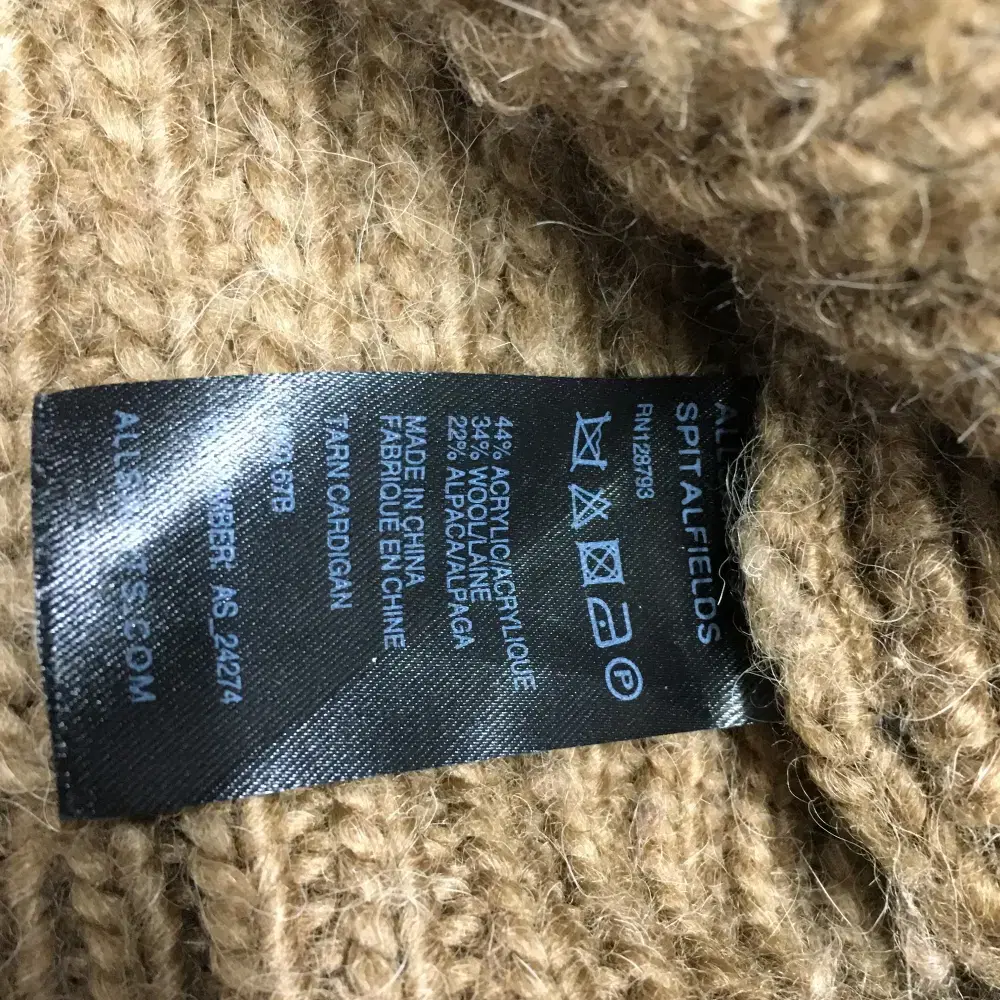 SPITALFIELDS
RN128793
P
44% ACRYLIC/ACRYLIQUE
34% WOOL/LAINE
22% ALPACA/ALPAGA
MADE IN CHINA
FABRIQUE EN CHINE
TARN CARDIGAN
AS_24274